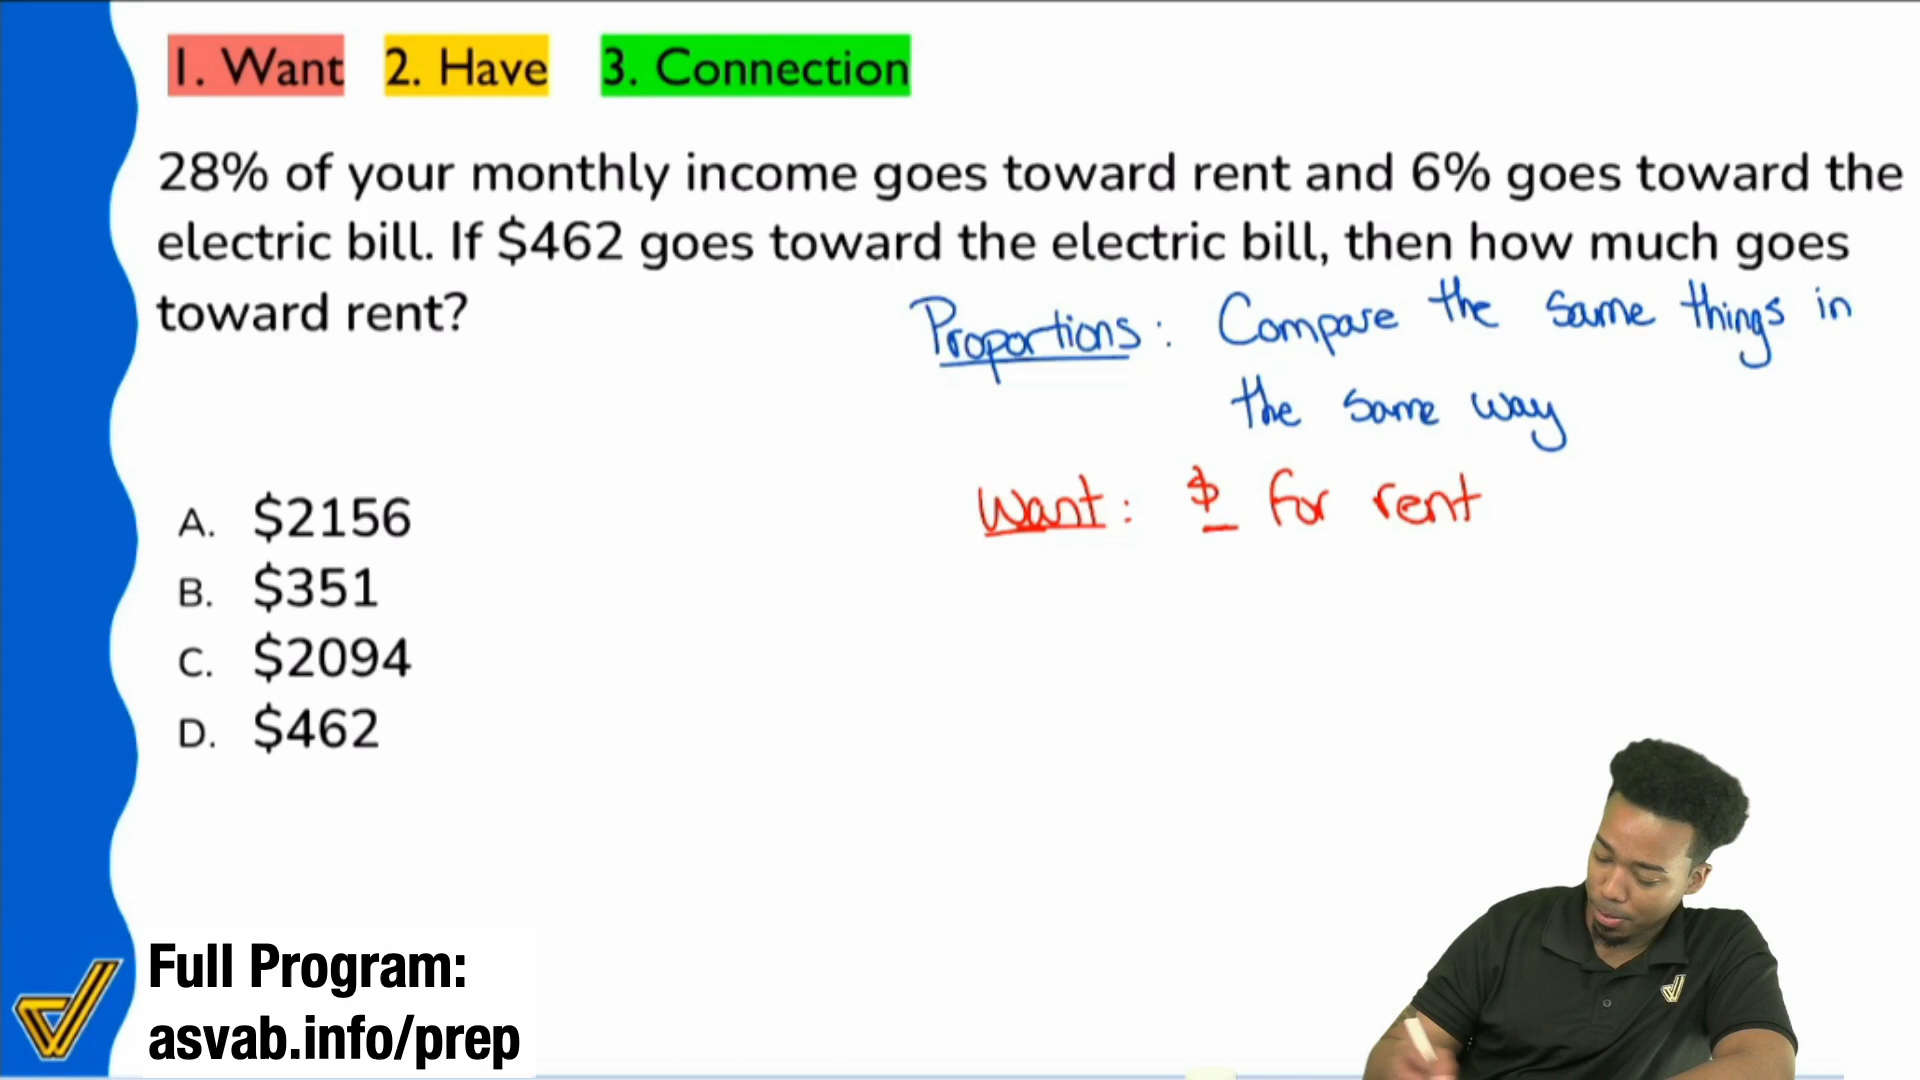 1. Want 2. Have 3. Connection
28% of your monthly income goes toward rent and 6% goes toward the
electric bill. If $462 goes toward the electric bill, then how much goes
toward rent?
Proportions: Compare the same things in
the same way
Want: $_ for rent
A. $2156
B. $351
C. $2094
D. $462
Full Program:
asvab.info/prep